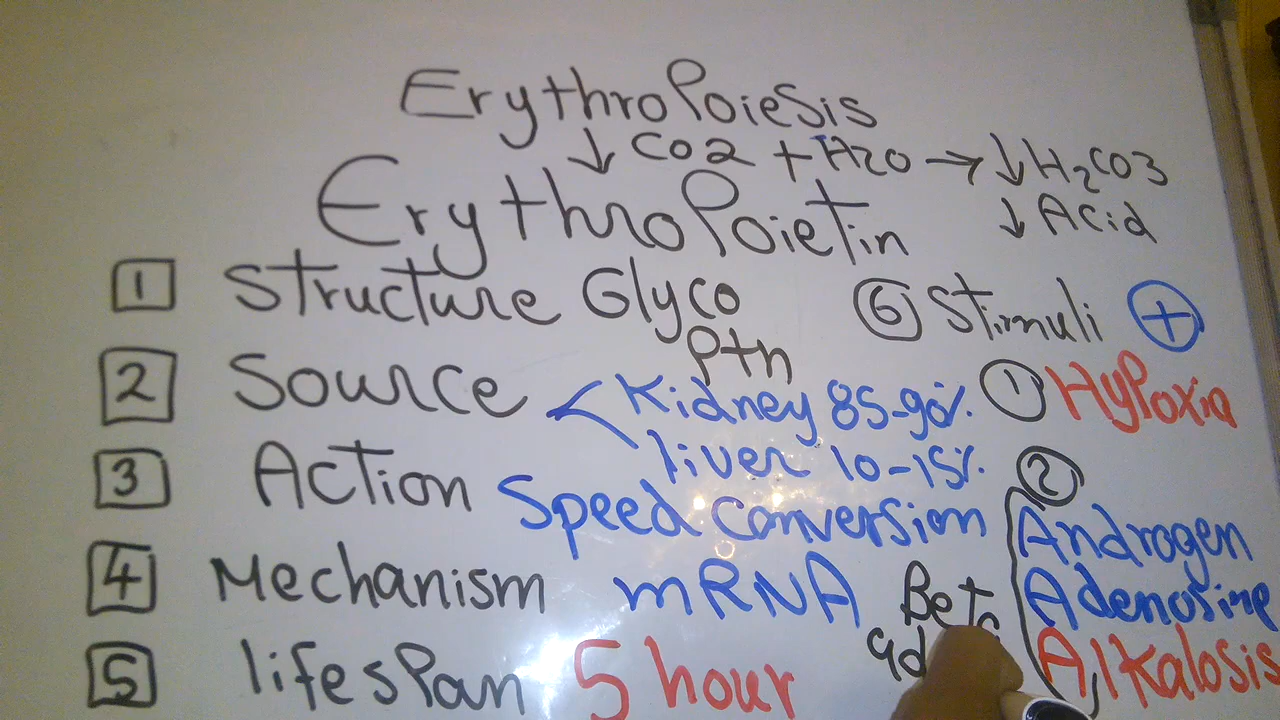 ErythroPoiesis
↓ CO2 + H2O → ↓ H2CO3
ErythroPoietin ↓ Acid
1 Structure Glyco
Ptn
6 Stimuli +
2 Source < Kidney 85-90%
liver 10-15%
1 HyPoxia
3 Action Speed conversion
2
Androgen
Adenosine
Alkalosis
4 Mechanism mRNA
5 lifesPan 5 hour